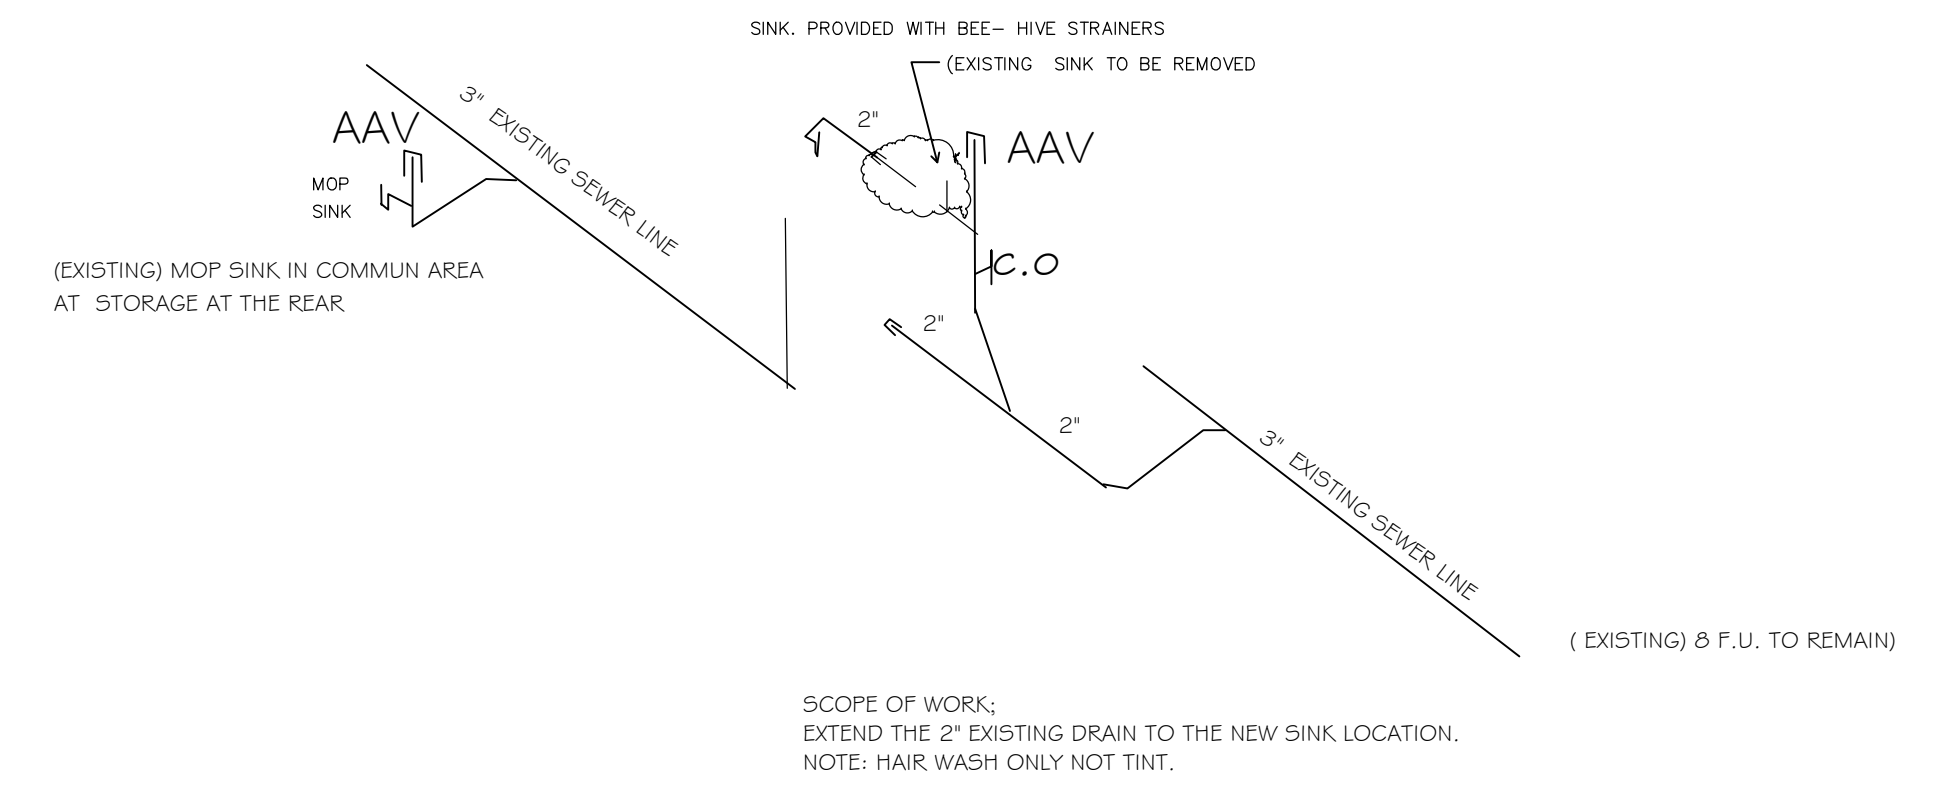 SINK. PROVIDED WITH BEE- HIVE STRAINERS
(EXISTING SINK TO BE REMOVED
3" EXISTING SEWER LINE
AAV
2"
AAV
MOP
SINK
(EXISTING) MOP SINK IN COMMUN AREA
AT STORAGE AT THE REAR
C.O
2"
2"
3" EXISTING SEWER LINE
( EXISTING) 8 F.U. TO REMAIN)
SCOPE OF WORK;
EXTEND THE 2" EXISTING DRAIN TO THE NEW SINK LOCATION.
NOTE: HAIR WASH ONLY NOT TINT.